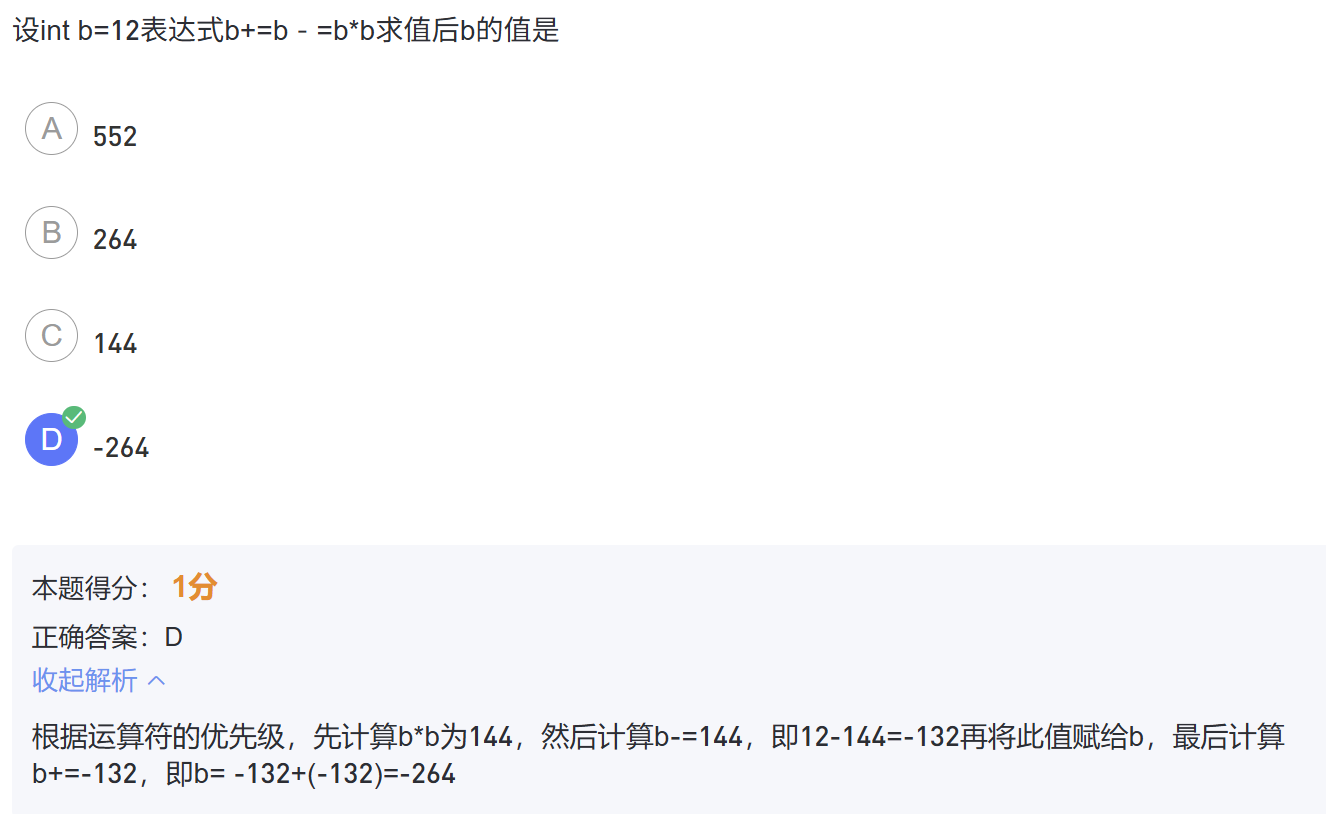 设int b=12表达式b+=b - =b*b求值后b的值是
A 552
B 264
C 144
D -264
本题得分： 1分
正确答案：D
收起解析
根据运算符的优先级，先计算b*b为144，然后计算b-=144，即12-144=-132再将此值赋给b，最后计算
b+=-132，即b= -132+(-132)=-264